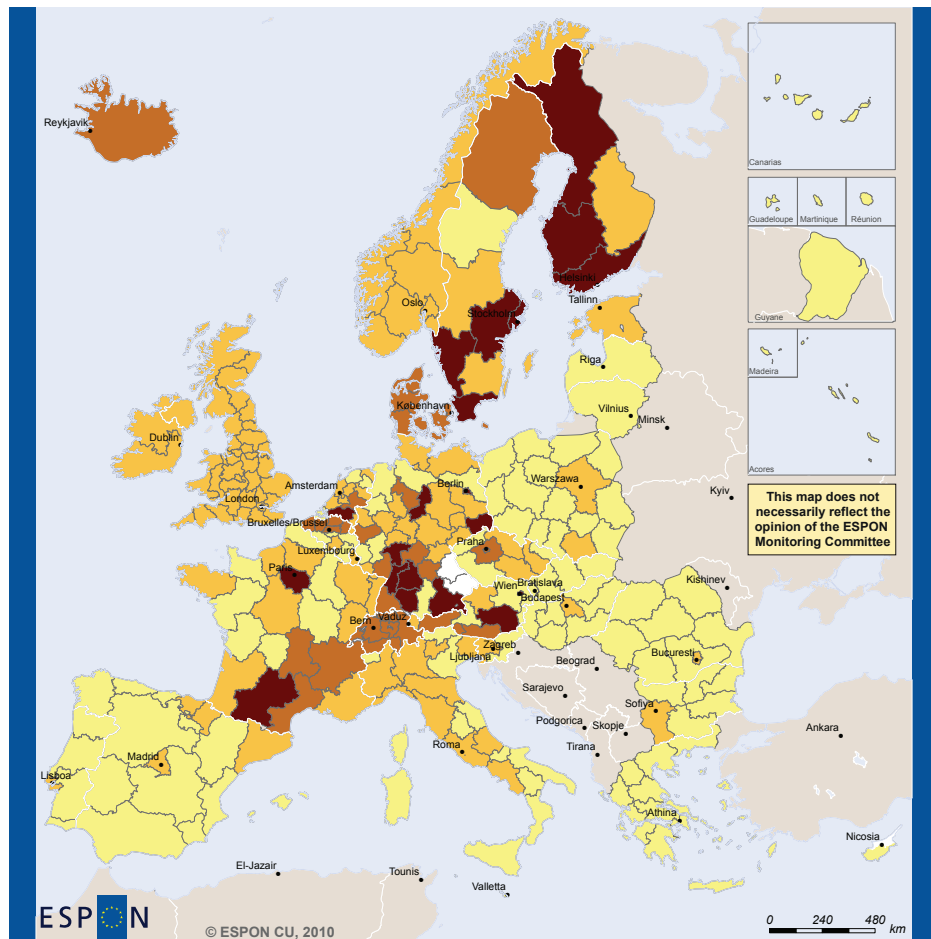 Reykjavik
Canarias
Guadeloupe
Martinique
Réunion
Guyane
Madeira
Acores
Helsinki
Oslo
Stockholm
Tallinn
Riga
København
Vilnius
Minsk
Dublin
London
Amsterdam
Berlin
Warszawa
Kyiv
Bruxelles/Brussel
Luxembourg
Praha
Paris
Wien
Bratislava
Budapest
Kishinev
Bern
Vaduz
Ljubljana
Zagreb
Beograd
Bucuresti
Sarajevo
Sofiya
Podgorica
Skopje
Ankara
Roma
Tirana
Madrid
Lisboa
Athina
Nicosia
El-Jazair
Tounis
Valletta
This map does not
necessarily reflect the
opinion of the ESPON
Monitoring Committee
ESPON
© ESPON CU, 2010
0 240 480
km